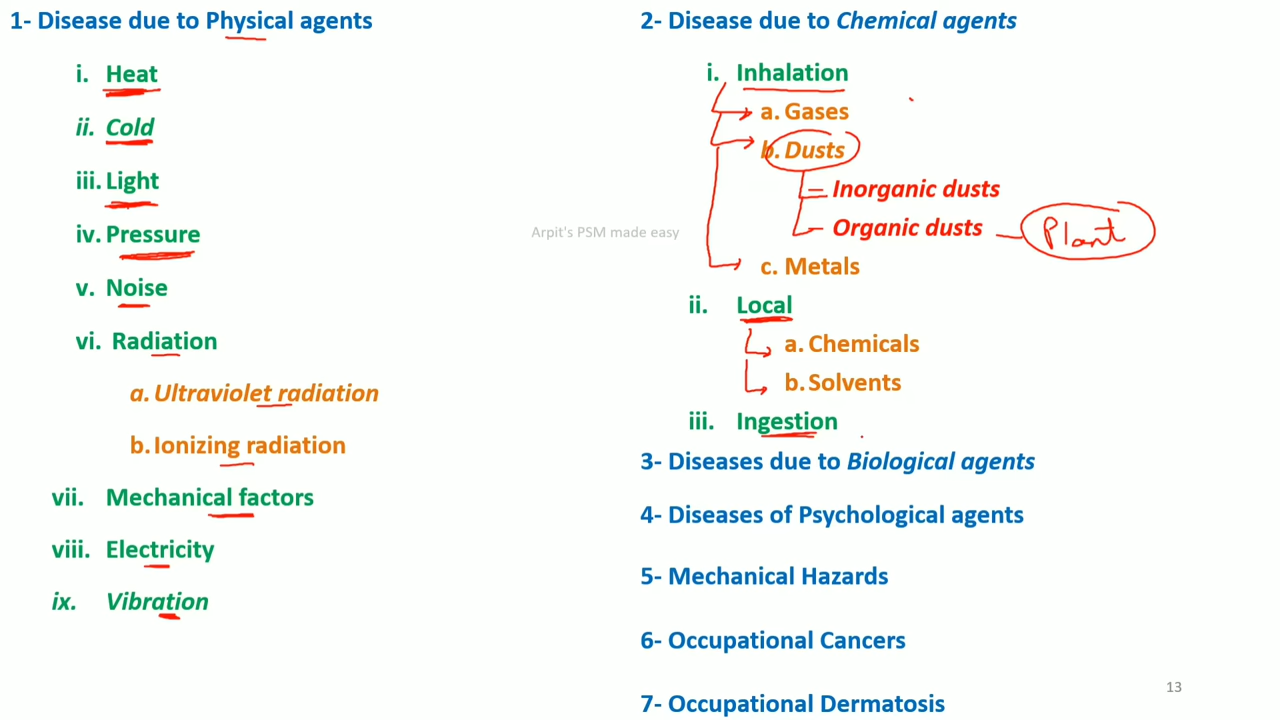 1- Disease due to Physical agents
i. Heat
ii. Cold
iii. Light
iv. Pressure
v. Noise
vi. Radiation
a. Ultraviolet radiation
b. Ionizing radiation
vii. Mechanical factors
viii. Electricity
ix. Vibration
Arpit's PSM made easy
2- Disease due to Chemical agents
i. Inhalation
a. Gases
b. Dusts
Inorganic dusts
Organic dusts Plant
c. Metals
ii. Local
a. Chemicals
b. Solvents
iii. Ingestion
3- Diseases due to Biological agents
4- Diseases of Psychological agents
5- Mechanical Hazards
6- Occupational Cancers
7- Occupational Dermatosis
13